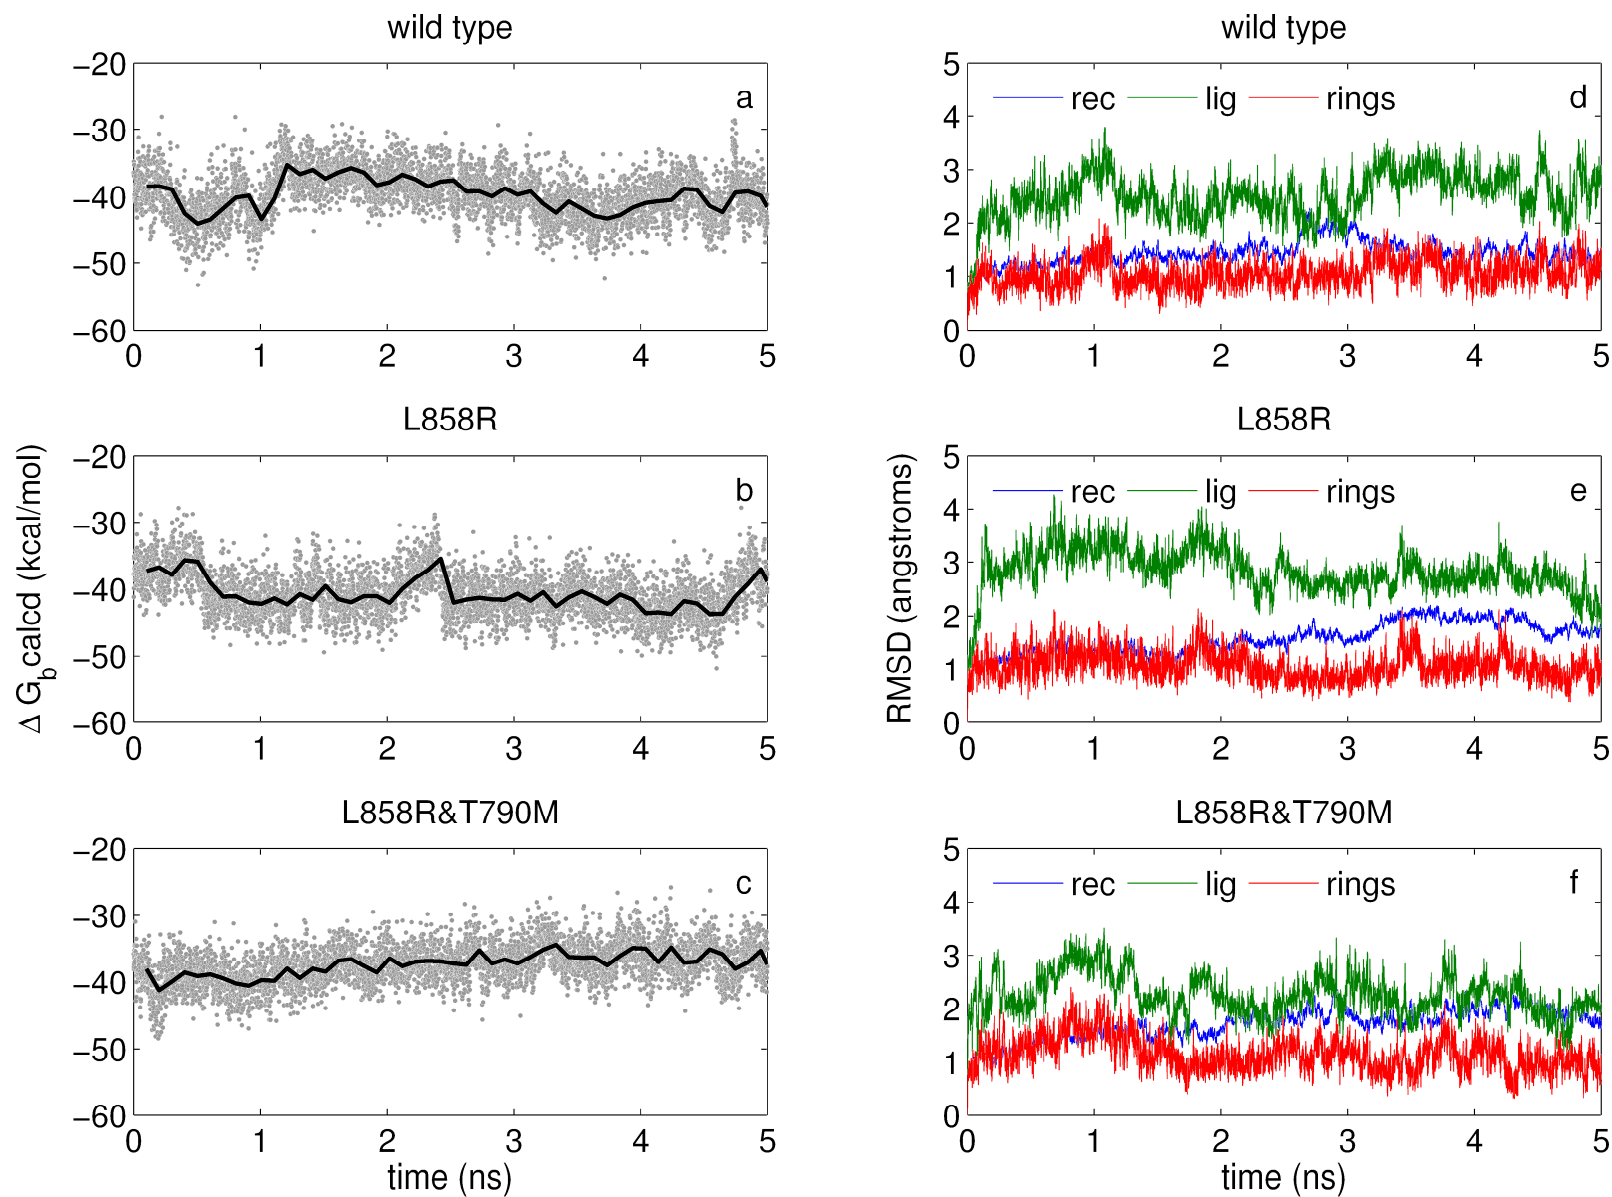 wild type
−20
−30
−40
−50
−60
a
0 1 2 3 4 5
wild type
5
4
3
2
1
0
rec lig rings
d
0 1 2 3 4 5
Δ G_b calcd (kcal/mol)
L858R
−20
−30
−40
−50
−60
b
0 1 2 3 4 5
RMSD (angstroms)
L858R
5
4
3
2
1
0
rec lig rings
e
0 1 2 3 4 5
L858R&T790M
−20
−30
−40
−50
−60
c
0 1 2 3 4 5
time (ns)
L858R&T790M
5
4
3
2
1
0
rec lig rings
f
0 1 2 3 4 5
time (ns)